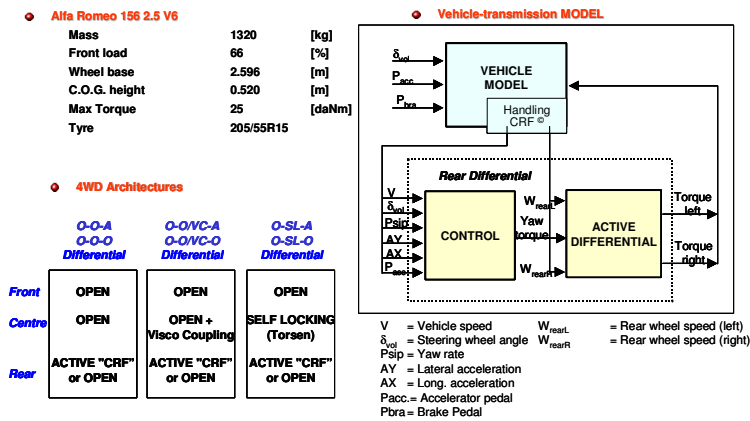 Alfa Romeo 156 2.5 V6
Mass 1320 [kg]
Front load 66 [%]
Wheel base 2.596 [m]
C.O.G. height 0.520 [m]
Max Torque 25 [daNm]
Tyre 205/55R15
4WD Architectures
O-O-A O-O/VC-A O-SL-A
O-O-O O-O/VC-O O-SL-O
Differential Differential Differential
Front OPEN OPEN OPEN
Centre OPEN OPEN + SELF LOCKING
Visco Coupling (Torsen)
Rear ACTIVE "CRF" ACTIVE "CRF" ACTIVE "CRF"
or OPEN or OPEN or OPEN
Vehicle-transmission MODEL
δvol
Pacc
Pbra
VEHICLE
MODEL
Handling
CRF ©
Rear Differential
V
δvol
Psip
AY
AX
Pacc
CONTROL
WrearL
Yaw
torque
WrearR
ACTIVE
DIFFERENTIAL
Torque
left
Torque
right
V = Vehicle speed WrearL = Rear wheel speed (left)
δvol = Steering wheel angle WrearR = Rear wheel speed (right)
Psip = Yaw rate
AY = Lateral acceleration
AX = Long. acceleration
Pacc.= Accelerator pedal
Pbra= Brake Pedal